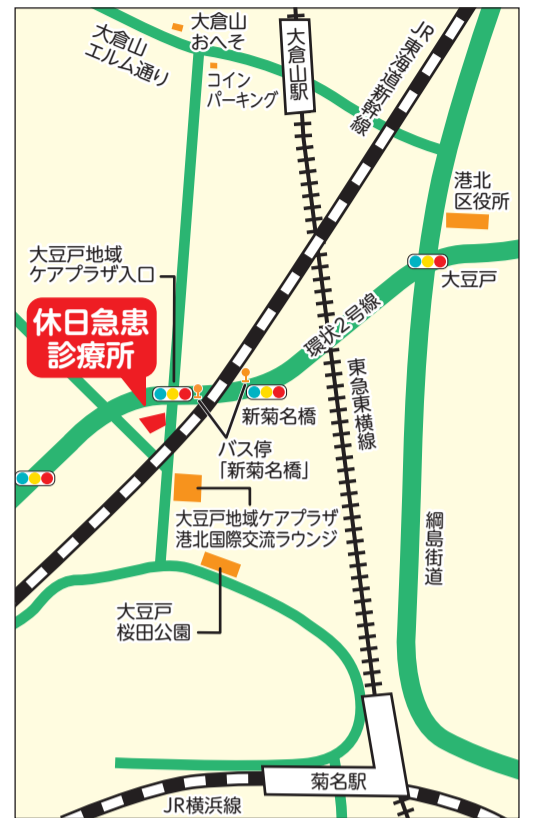 大倉山
おへそ
大倉山
エルム通り
コイン
パーキング
大倉山駅
JR東海道新幹線
港北
区役所
大豆戸地域
ケアプラザ入口
大豆戸
休日急患
診療所
環状2号線
新菊名橋
東急東横線
バス停
「新菊名橋」
大豆戸地域ケアプラザ
港北国際交流ラウンジ
綱島街道
大豆戸
桜田公園
菊名駅
JR横浜線